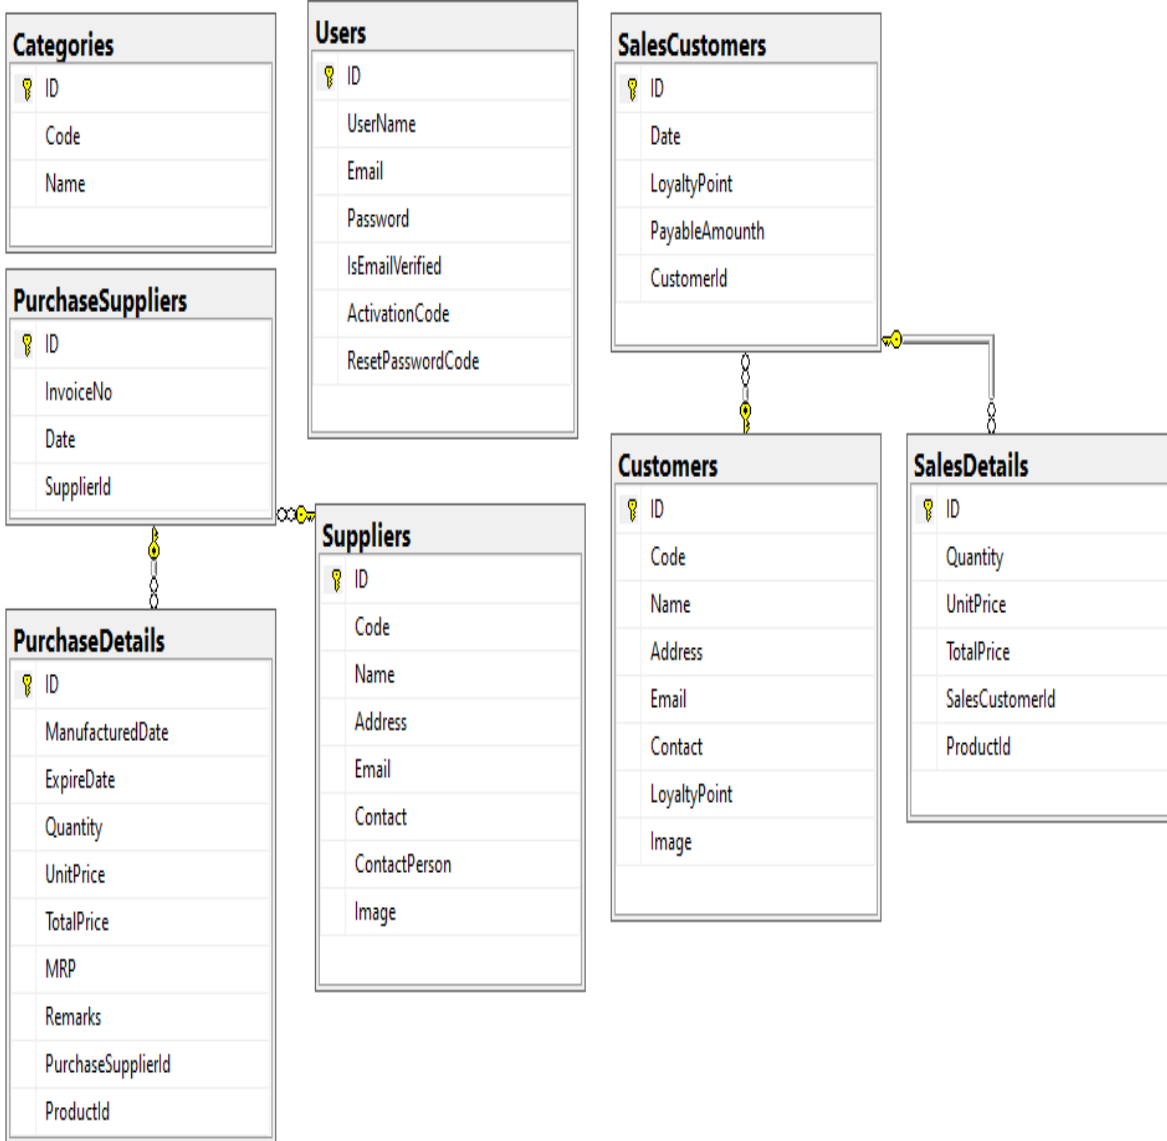 Categories
ID
Code
Name
Users
ID
UserName
Email
Password
IsEmailVerified
ActivationCode
ResetPasswordCode
SalesCustomers
ID
Date
LoyaltyPoint
PayableAmounth
CustomerId
PurchaseSuppliers
ID
InvoiceNo
Date
SupplierId
Suppliers
ID
Code
Name
Address
Email
Contact
ContactPerson
Image
Customers
ID
Code
Name
Address
Email
Contact
LoyaltyPoint
Image
SalesDetails
ID
Quantity
UnitPrice
TotalPrice
SalesCustomerId
ProductId
PurchaseDetails
ID
ManufacturedDate
ExpireDate
Quantity
UnitPrice
TotalPrice
MRP
Remarks
PurchaseSupplierId
ProductId